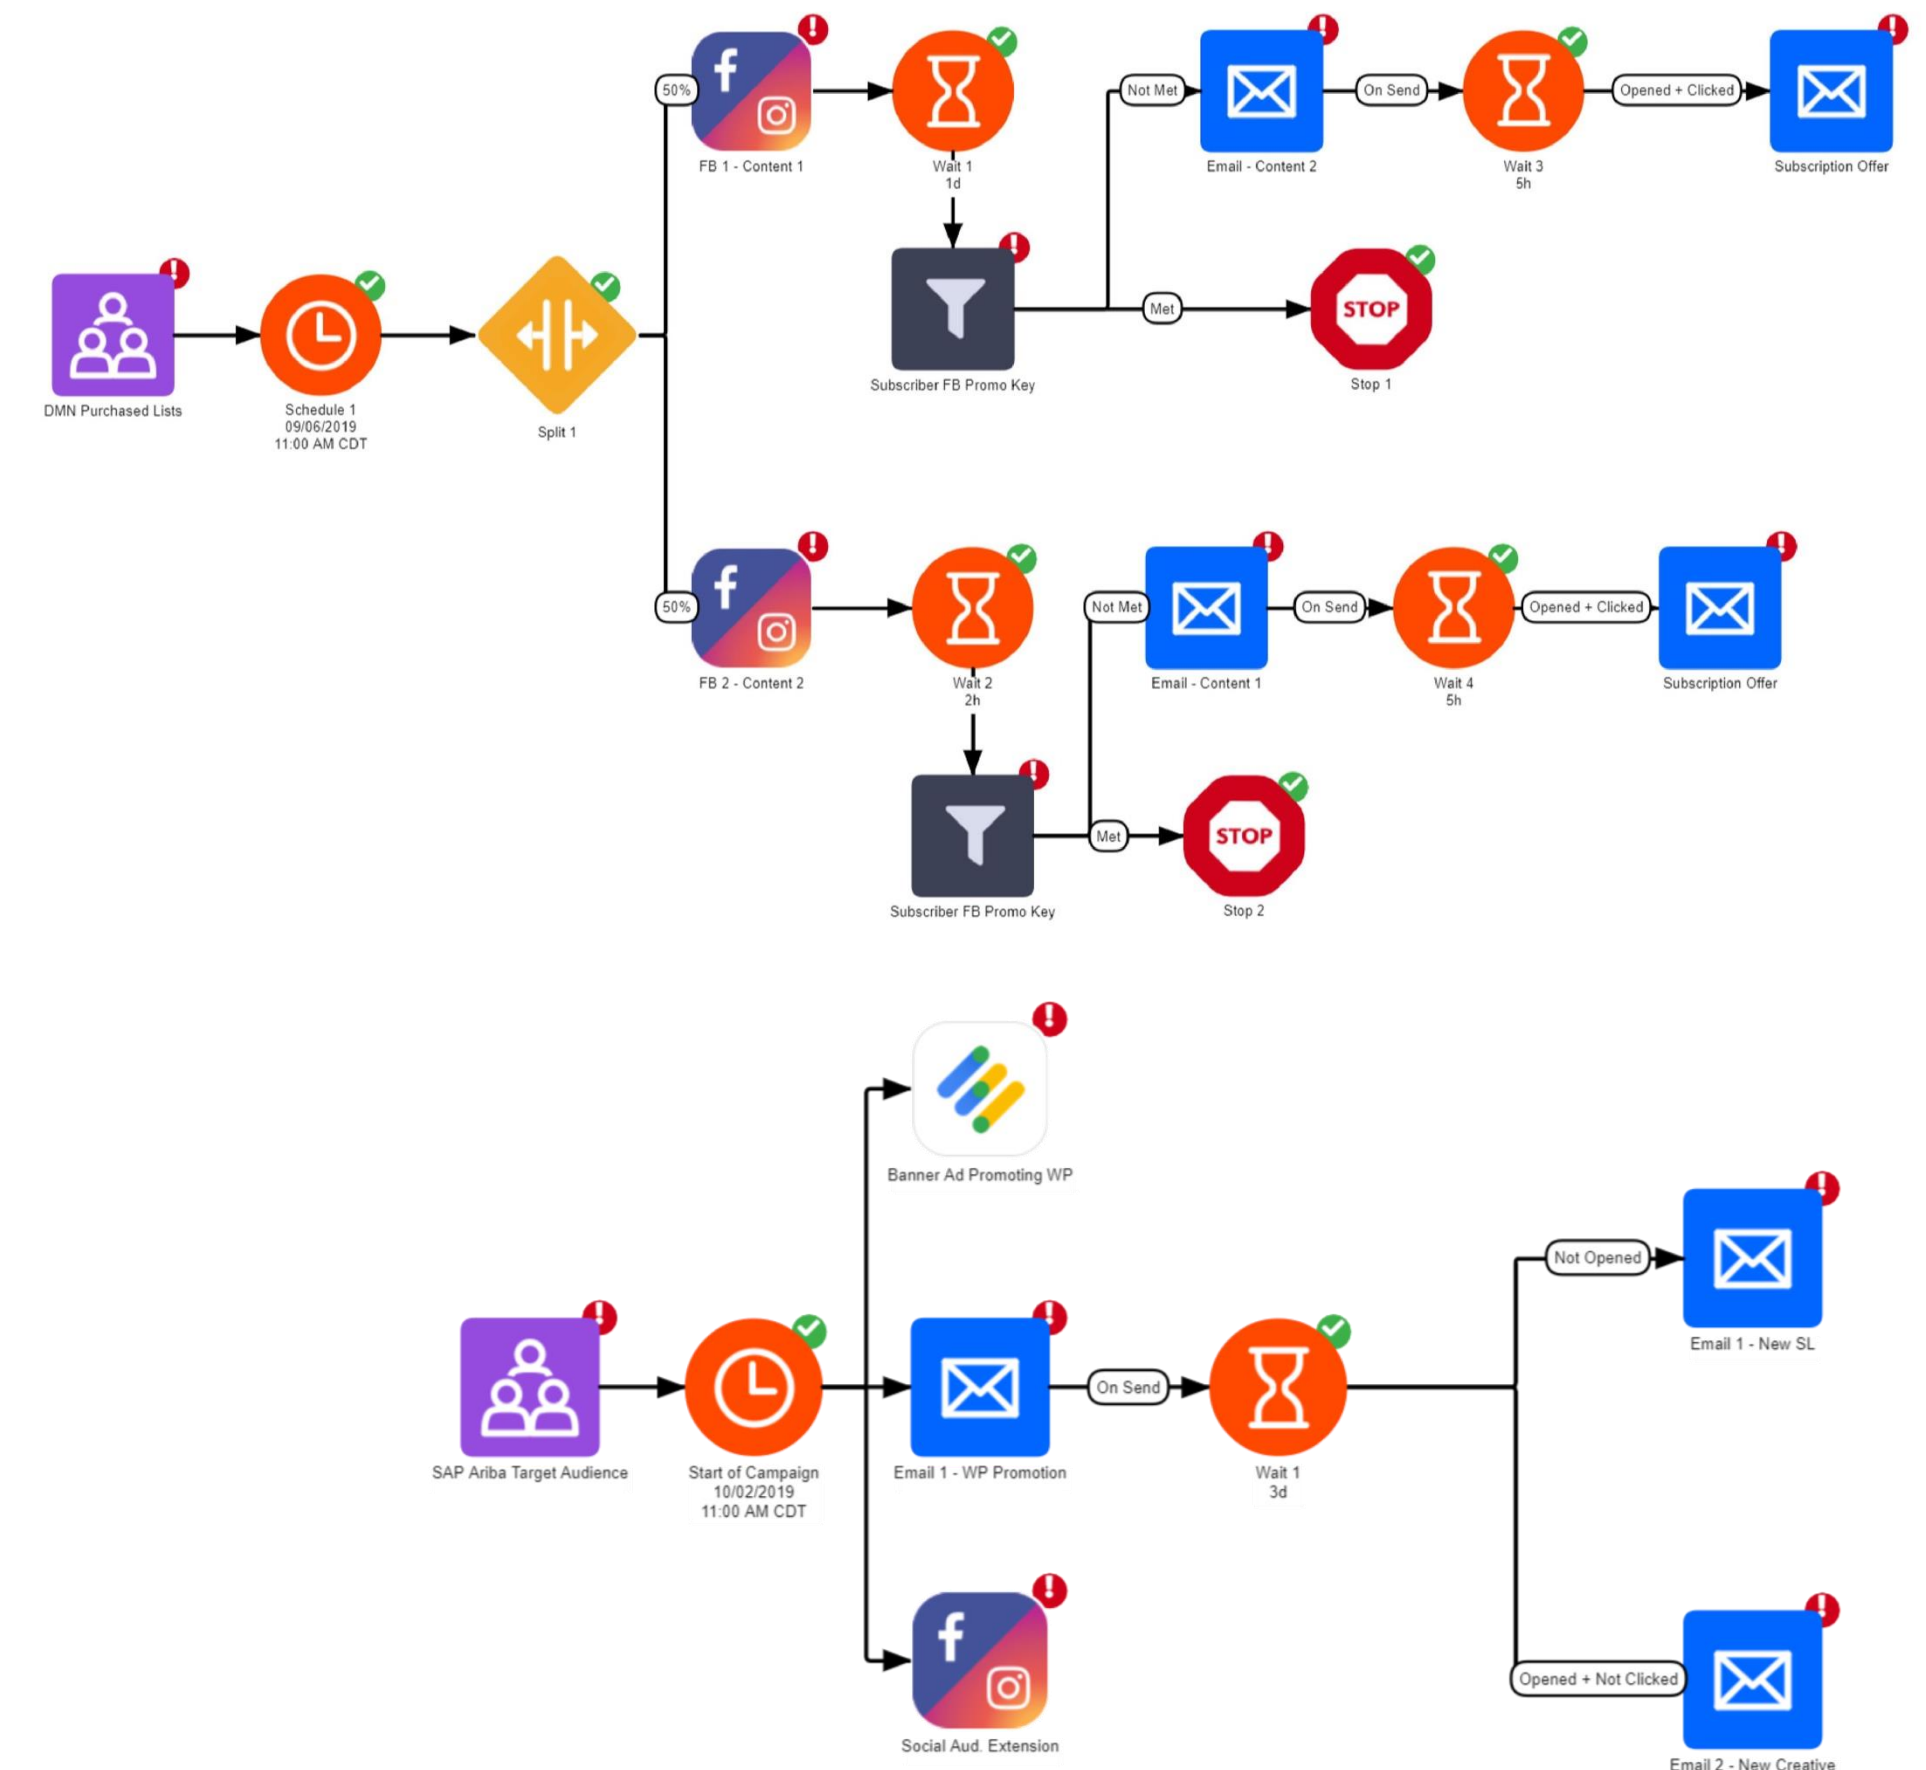 50%
FB 1 - Content 1
Wait 1
1d
Not Met
Email - Content 2
On Send
Wait 3
5h
Opened + Clicked
Subscription Offer
DMN Purchased Lists
Schedule 1
09/06/2019
11:00 AM CDT
Split 1
Subscriber FB Promo Key
Met
STOP
Stop 1
50%
FB 2 - Content 2
Wait 2
2h
Not Met
Email - Content 1
On Send
Wait 4
5h
Opened + Clicked
Subscription Offer
Subscriber FB Promo Key
Met
STOP
Stop 2
Banner Ad Promoting WP
SAP Ariba Target Audience
Start of Campaign
10/02/2019
11:00 AM CDT
Email 1 - WP Promotion
On Send
Wait 1
3d
Not Opened
Email 1 - New SL
Social Aud. Extension
Opened + Not Clicked
Email 2 - New Creative